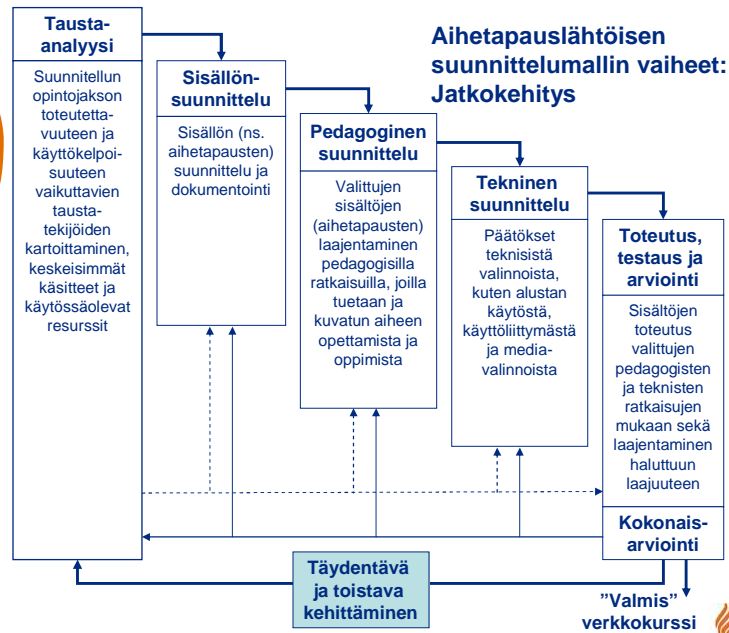 Tausta-
analyysi
Suunnitellun
opintojakson
toteutetta-
vuuteen ja
käyttökelpoi-
suuteen
vaikuttavien
tausta-
tekijöiden
kartoittaminen,
keskeisimmät
käsitteet ja
käytössäolevat
resurssit
Sisällön-
suunnittelu
Sisällön (ns.
aihetapausten)
suunnittelu ja
dokumentointi
Aihetapauslähtöisen
suunnittelumallin vaiheet:
Jatkokehitys
Pedagoginen
suunnittelu
Valittujen
sisältöjen
(aihetapausten)
laajentaminen
pedagogisilla
ratkaisuilla, joilla
tuetaan ja
kuvatun aiheen
opettamista ja
oppimista
Tekninen
suunnittelu
Päätökset
teknisistä
valinnoista,
kuten alustan
käytöstä,
käyttöliittymästä
ja media-
valinnoista
Toteutus,
testaus ja
arviointi
Sisältöjen
toteutus
valittujen
pedagogisten
ja teknisten
ratkaisujen
mukaan sekä
laajentaminen
haluttuun
laajuuteen
Kokonais-
arviointi
Täydentävä
ja toistava
kehittäminen
”Valmis”
verkkokurssi